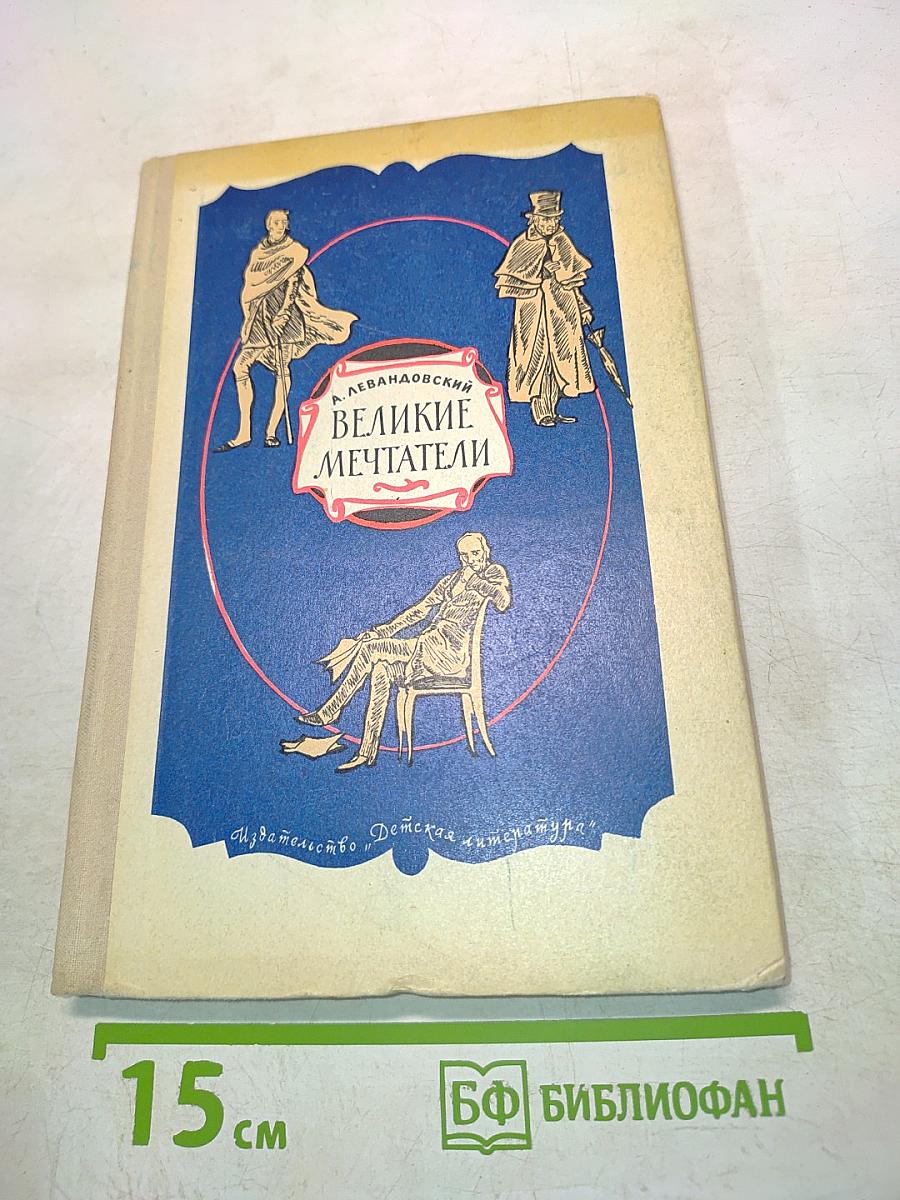 А. ЛЕВАНДОВСКИЙ
ВЕЛИКИЕ
МЕЧТАТЕЛИ
Издательство „Детская литература"
15 см
БФ БИБЛИОФАН